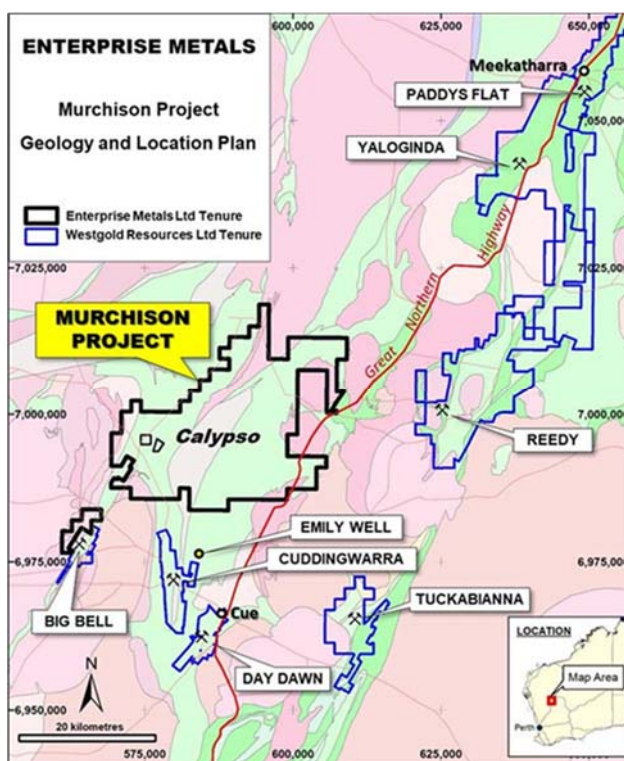 ENTERPRISE METALS
Murchison Project
Geology and Location Plan
Enterprise Metals Ltd Tenure
Westgold Resources Ltd Tenure
600,000
625,000
650,000
Meekatharra
PADDYS FLAT
7,050,000
YALOGINDA
Great Northern Highway
7,025,000
7,025,000
MURCHISON
PROJECT
7,000,000
Calypso
7,000,000
REEDY
EMILY WELL
6,975,000
CUDDINGWARRA
6,975,000
BIG BELL
TUCKABIANNA
Cue
DAY DAWN
N
20 kilometres
6,950,000
575,000
600,000
625,000
LOCATION
Map Area
Perth